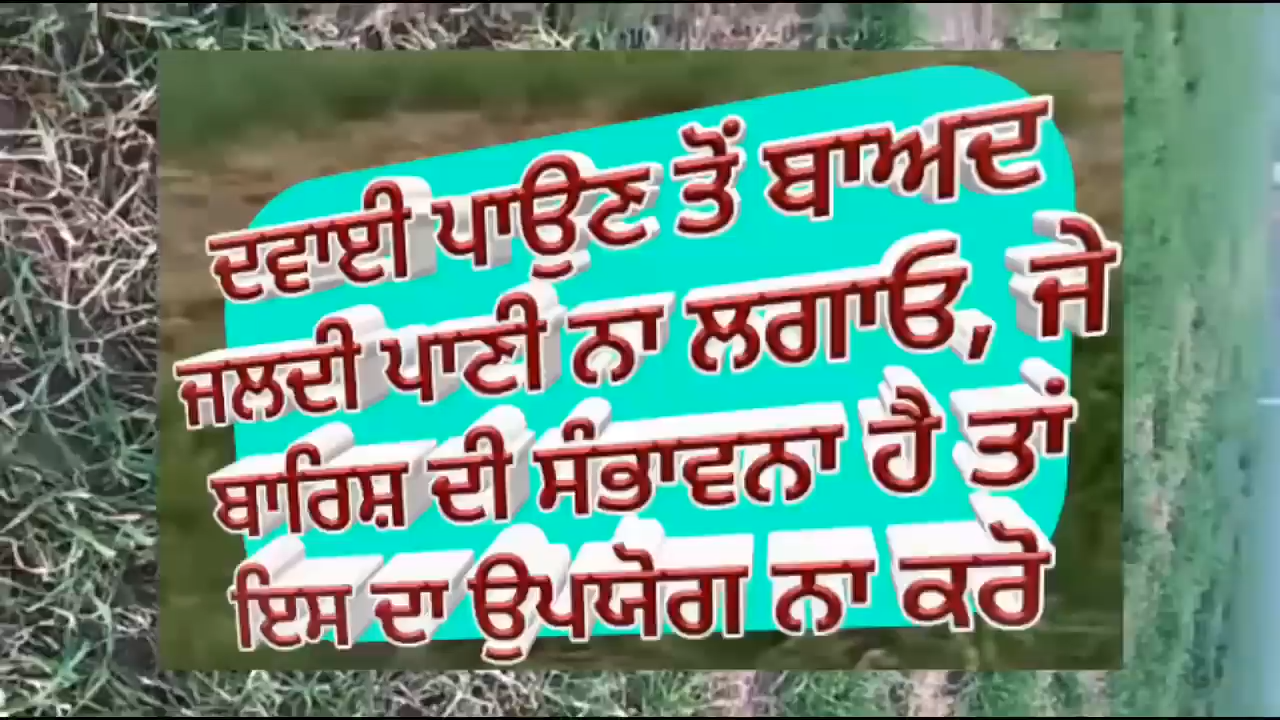 ਦਵਾਈ ਪਾਉਣ ਤੋਂ ਬਾਅਦ
ਜਲਦੀ ਪਾਣੀ ਨਾ ਲਗਾਓ, ਜੇ
ਬਾਰਿਸ਼ ਦੀ ਸੰਭਾਵਨਾ ਹੈ ਤਾਂ
ਇਸ ਦਾ ਉਪਯੋਗ ਨਾ ਕਰੋ